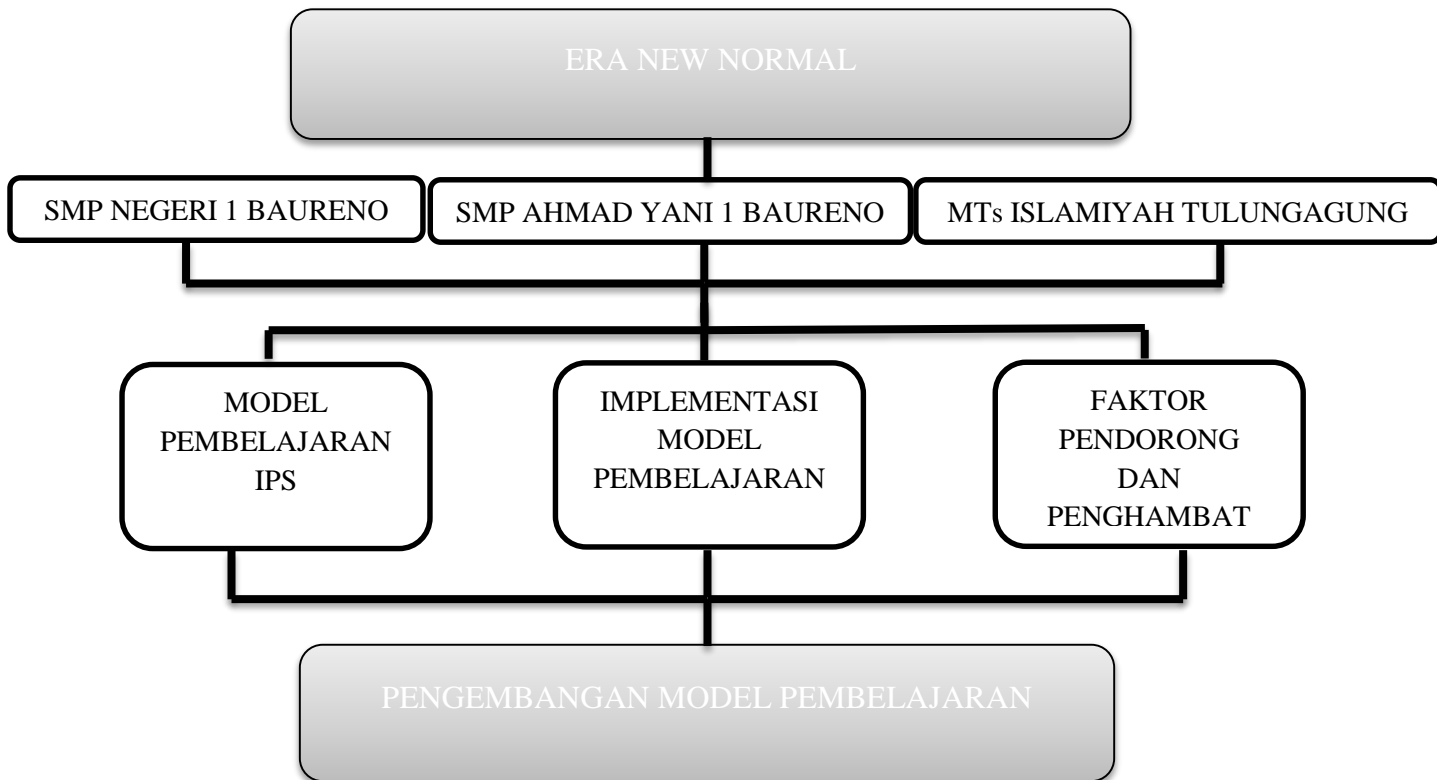 ERA NEW NORMAL
SMP NEGERI 1 BAURENO
SMP AHMAD YANI 1 BAURENO
MTs ISLAMIYAH TULUNGAGUNG
MODEL
PEMBELAJARAN
IPS
IMPLEMENTASI
MODEL
PEMBELAJARAN
FAKTOR
PENDORONG
DAN
PENGHAMBAT
PENGEMBANGAN MODEL PEMBELAJARAN